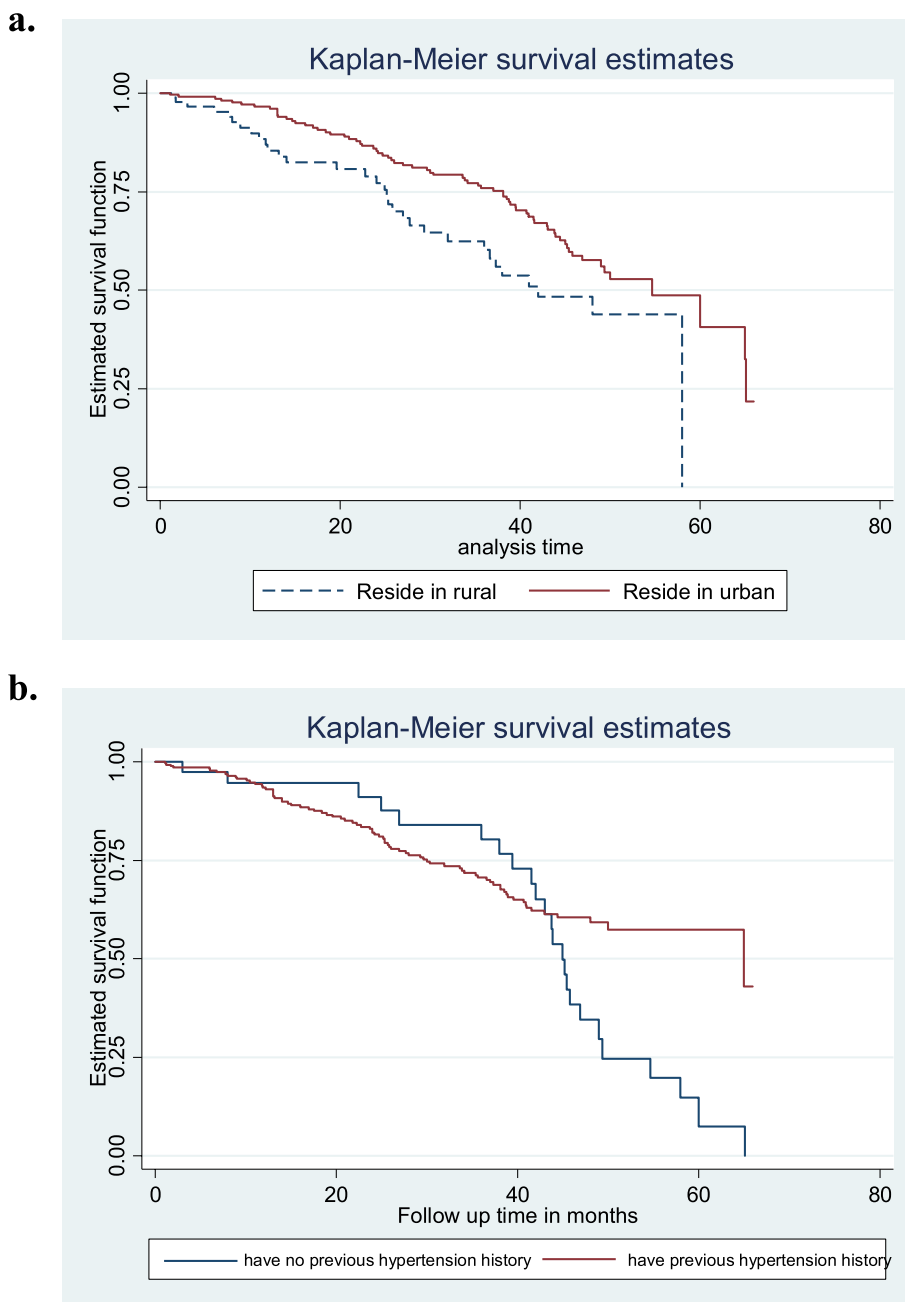 a.
Kaplan-Meier survival estimates
Estimated survival function
1.00
0.75
0.50
0.25
0.00
0 20 40 60 80
analysis time
Reside in rural Reside in urban
b.
Kaplan-Meier survival estimates
Estimated survival function
1.00
0.75
0.50
0.25
0.00
0 20 40 60 80
Follow up time in months
have no previous hypertension history have previous hypertension history